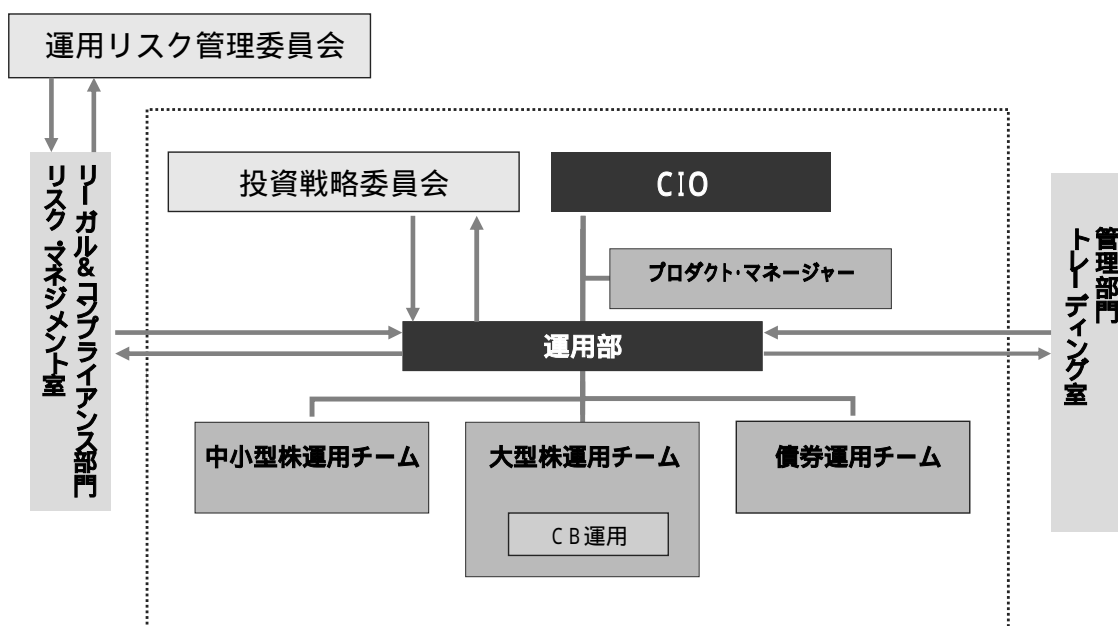 運用リスク管理委員会
投資戦略委員会
CIO
プロダクト・マネージャー
リーガル&コンプライアンス部門
リスク・マネジメント室
管理部門
トレーディング室
運用部
中小型株運用チーム
大型株運用チーム
債券運用チーム
CB運用